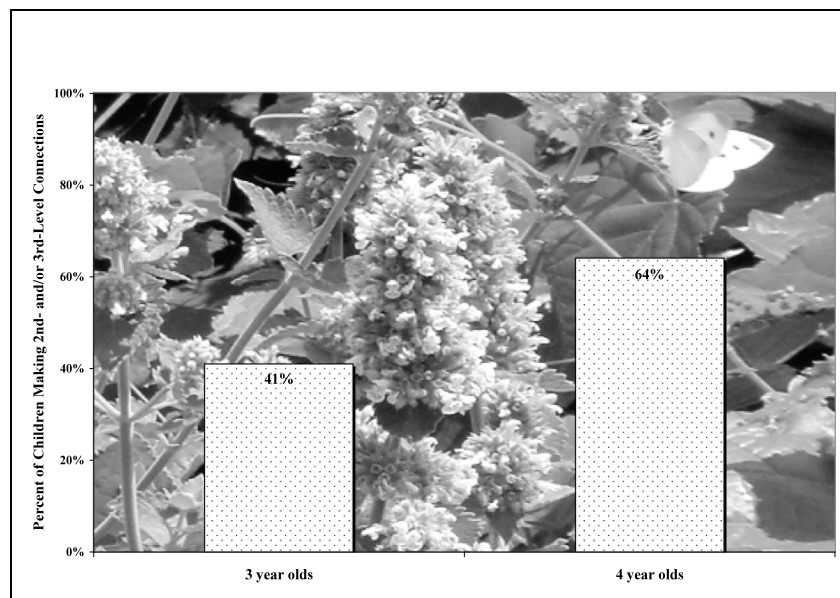 Percent of Children Making 2nd- and/or 3rd-Level Connections
100%
80%
60%
40%
20%
0%
41%
64%
3 year olds
4 year olds